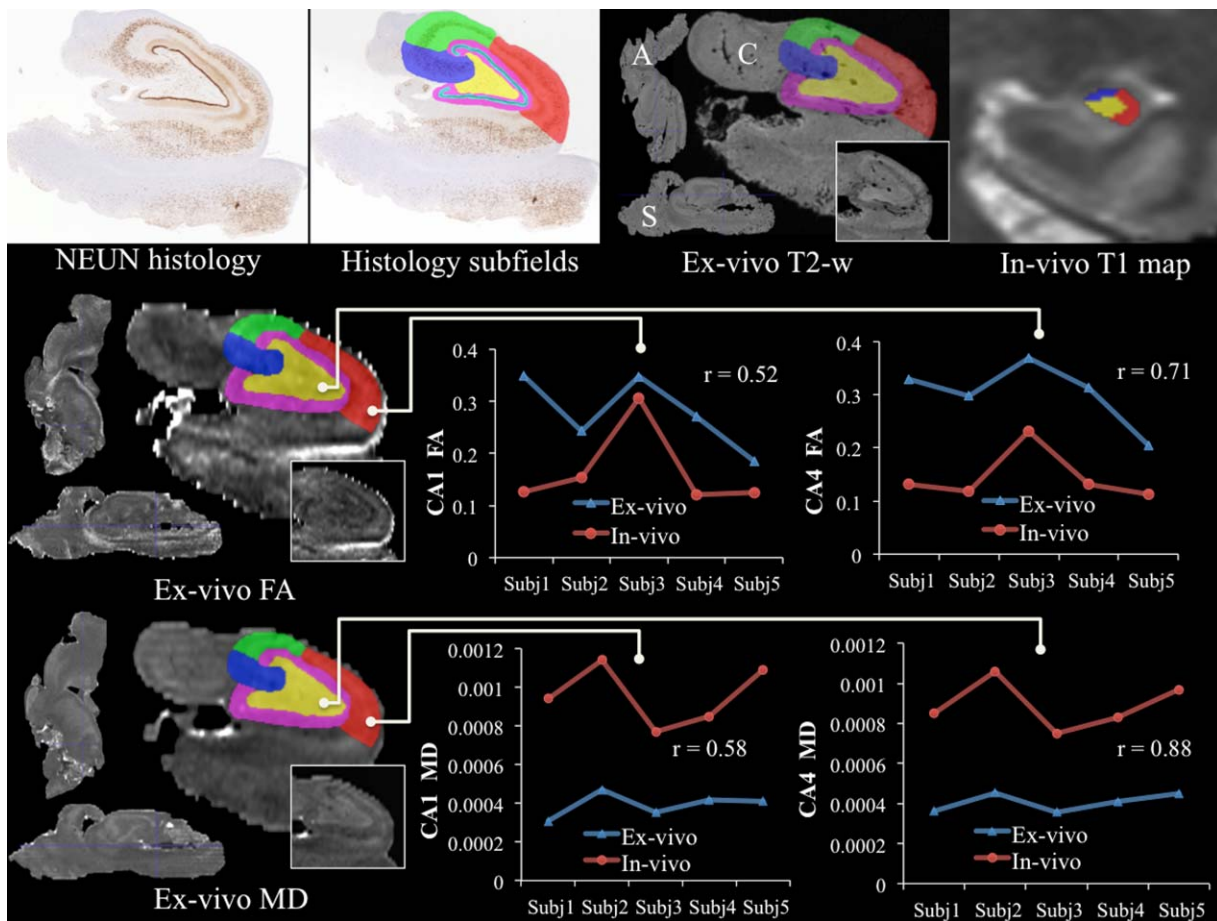 A
C
S
NEUN histology
Histology subfields
Ex-vivo T2-w
In-vivo T1 map
CA1 FA
0.4
0.3
0.2
0.1
0
r = 0.52
Ex-vivo
In-vivo
Subj1 Subj2 Subj3 Subj4 Subj5
CA4 FA
0.4
0.3
0.2
0.1
0
r = 0.71
Ex-vivo
In-vivo
Subj1 Subj2 Subj3 Subj4 Subj5
Ex-vivo FA
CA1 MD
0.0012
0.001
0.0008
0.0006
0.0004
0.0002
0
r = 0.58
Ex-vivo
In-vivo
Subj1 Subj2 Subj3 Subj4 Subj5
CA4 MD
0.0012
0.001
0.0008
0.0006
0.0004
0.0002
0
r = 0.88
Ex-vivo
In-vivo
Subj1 Subj2 Subj3 Subj4 Subj5
Ex-vivo MD